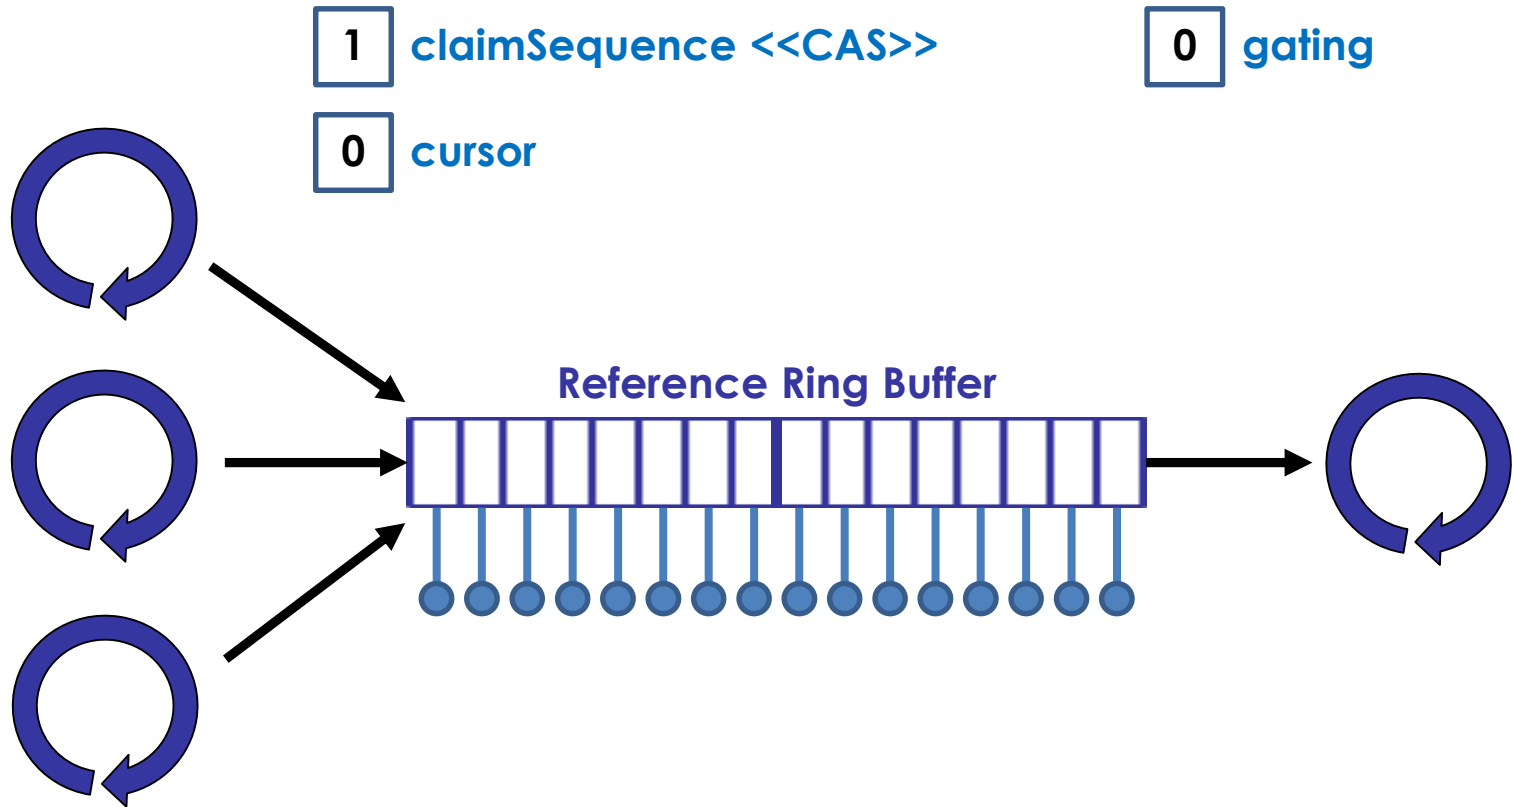 1 claimSequence <<CAS>>
0 gating
0 cursor
Reference Ring Buffer